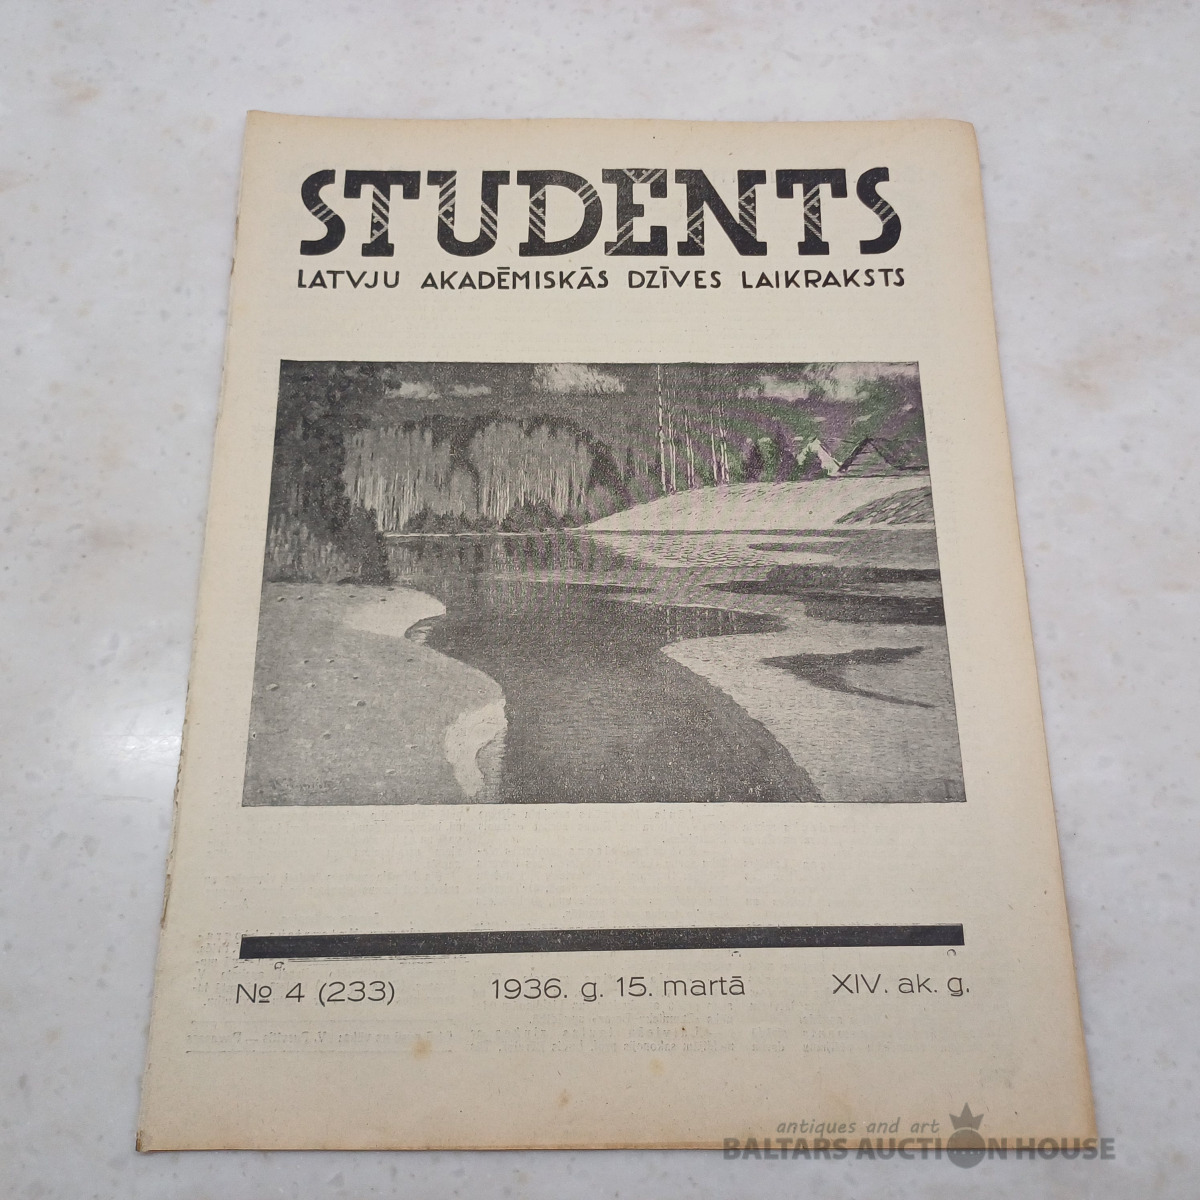 STUDENTS
LATVJU AKADĒMISKĀS DZĪVES LAIKRAKSTS
№ 4 (233) 1936. g. 15. martā XIV. ak. g.
antiques and art
BALTARS AUCTION HOUSE